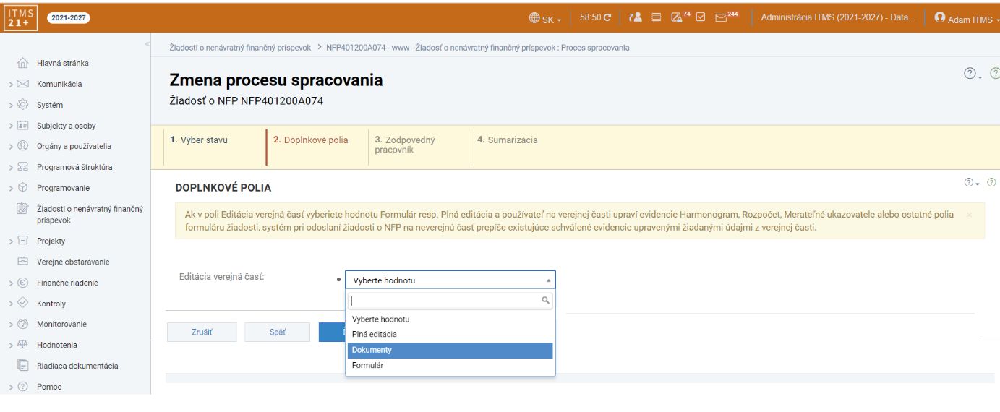 ITMS
21+
2021-2027
SK
58:50
74
244
Administrácia ITMS (2021-2027) - Data...
Adam ITMS
Žiadosti o nenávratný finančný príspevok > NFP401200A074 - www - Žiadosť o nenávratný finančný príspevok : Proces spracovania
Hlavná stránka
Komunikácia
Systém
Subjekty a osoby
Orgány a používatelia
Programová štruktúra
Programovanie
Žiadosti o nenávratný finančný
príspevok
Projekty
Verejné obstarávanie
Finančné riadenie
Kontroly
Monitorovanie
Hodnotenia
Riadiaca dokumentácia
Pomoc
Zmena procesu spracovania
Žiadosť o NFP NFP401200A074
1. Výber stavu
2. Doplnkové polia
3. Zodpovedný
pracovník
4. Sumarizácia
DOPLNKOVÉ POLIA
Ak v poli Editácia verejná časť vyberiete hodnotu Formulár resp. Plná editácia a používateľ na verejnej časti upraví evidencie Harmonogram, Rozpočet, Merateľné ukazovatele alebo ostatné polia
formuláru žiadosti, systém pri odoslaní žiadosti o NFP na neverejnú časť prepíše existujúce schválené evidencie upravenými žiadanými údajmi z verejnej časti.
Editácia verejná časť:
Vyberte hodnotu
Vyberte hodnotu
Plná editácia
Dokumenty
Formulár
Zrušiť
Späť